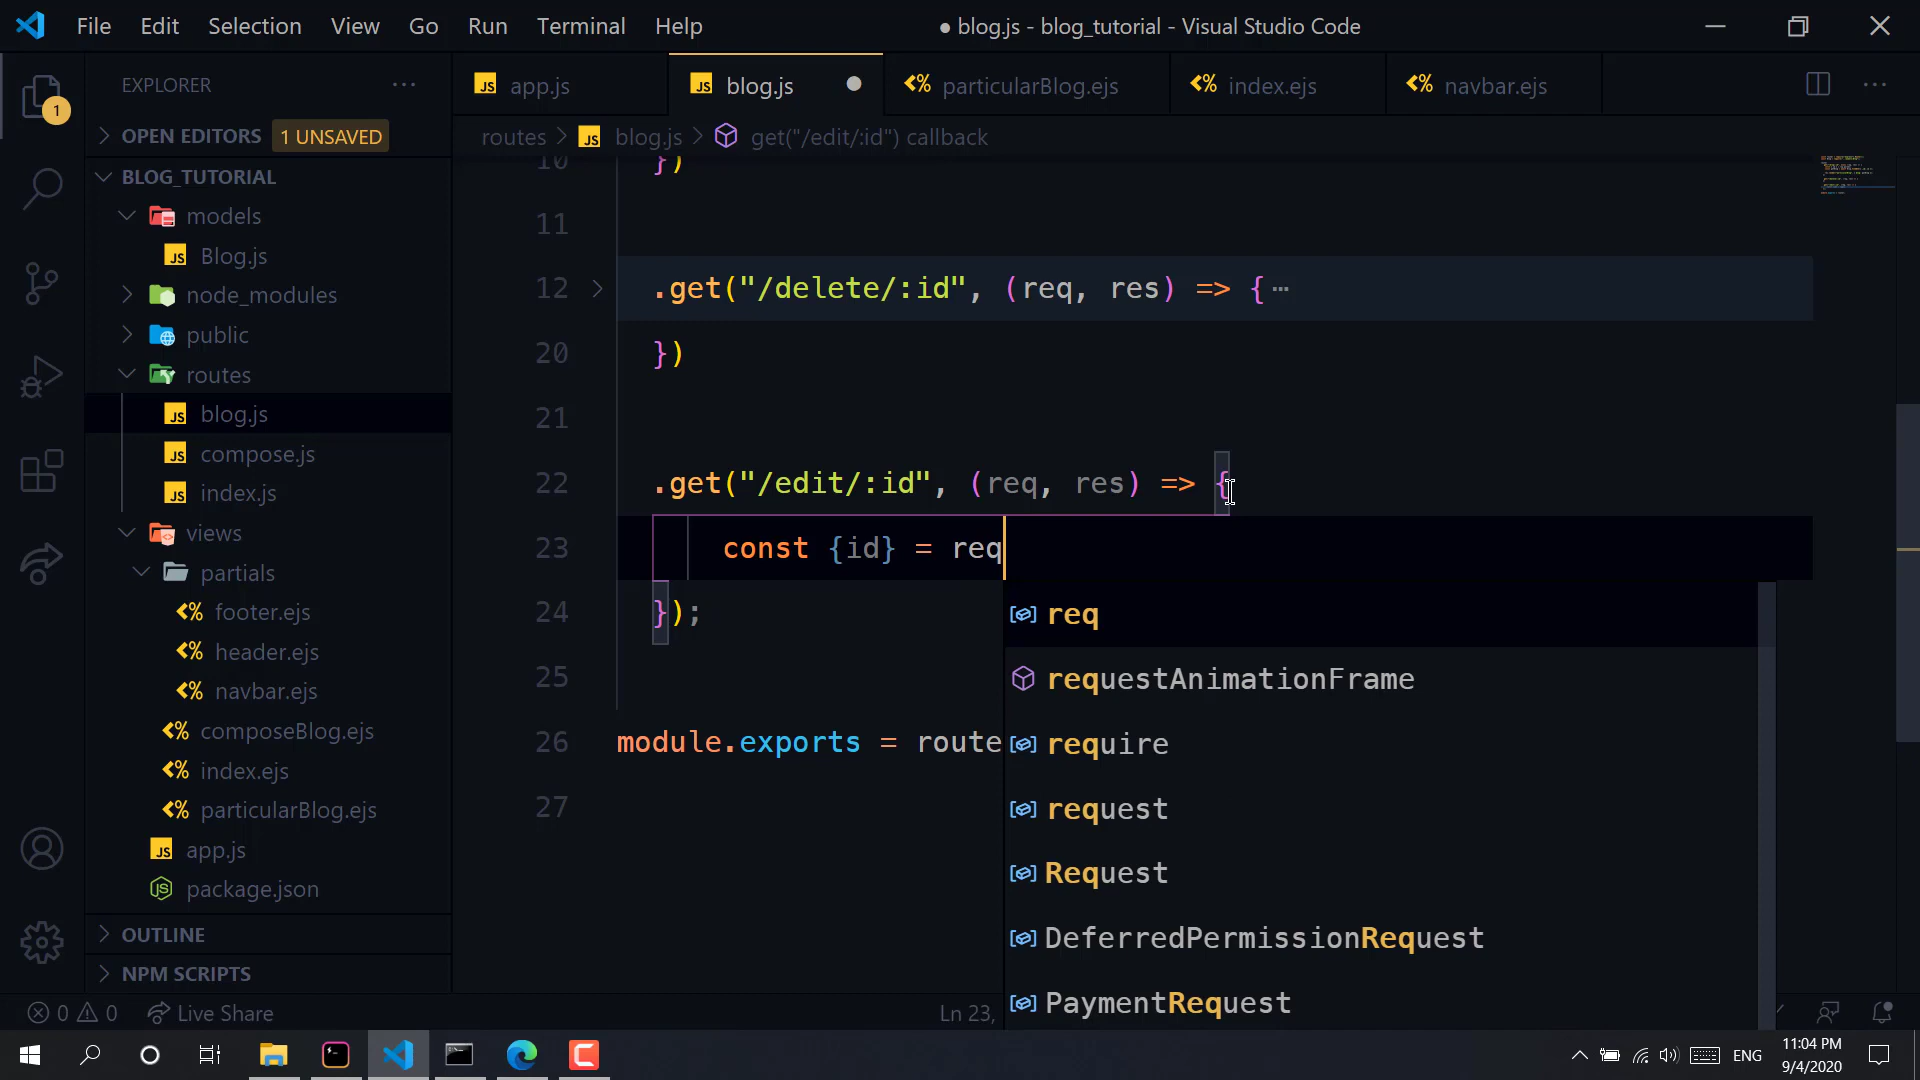 File Edit Selection View Go Run Terminal Help ● blog.js - blog_tutorial - Visual Studio Code
EXPLORER ···
app.js blog.js ● particularBlog.ejs index.ejs navbar.ejs ···
1
OPEN EDITORS 1 UNSAVED
routes > blog.js > get("/edit/:id") callback
BLOG_TUTORIAL
models
Blog.js
node_modules
public
routes
blog.js
compose.js
index.js
views
partials
footer.ejs
header.ejs
navbar.ejs
composeBlog.ejs
index.ejs
particularBlog.ejs
app.js
package.json
OUTLINE
NPM SCRIPTS
10 })
11
12 .get("/delete/:id", (req, res) => {···
20 })
21
22 .get("/edit/:id", (req, res) => {
23 const {id} = req
24 });
25
26 module.exports = route
27
req
requestAnimationFrame
require
request
Request
DeferredPermissionRequest
PaymentRequest
0 0 Live Share Ln 23,
ENG 11:04 PM
9/4/2020